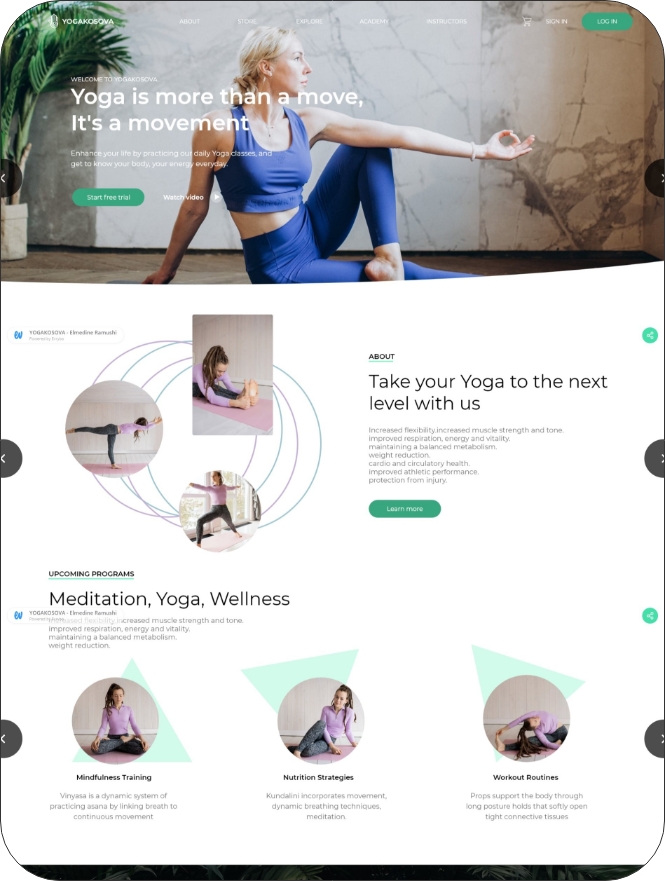 YOGAKOSOVA
ABOUT
STORE
EXPLORE
ACADEMY
INSTRUCTORS
SIGN IN
LOG IN
WELCOME TO YOGAKOSOVA
Yoga is more than a move,
It's a movement
Enhance your life by practicing our daily Yoga classes, and
get to know your body, your energy everyday.
Start free trial
Watch video
YOGAKOSOVA - Elmedine Ramushi
ABOUT
Take your Yoga to the next
level with us
Increased flexibility.increased muscle strength and tone.
improved respiration, energy and vitality.
maintaining a balanced metabolism.
weight reduction.
cardio and circulatory health.
improved athletic performance.
protection from injury.
Learn more
UPCOMING PROGRAMS
Meditation, Yoga, Wellness
YOGAKOSOVA - Elmedine Ramushi
increased muscle strength and tone.
improved respiration, energy and vitality.
maintaining a balanced metabolism.
weight reduction.
Mindfulness Training
Vinyasa is a dynamic system of
practicing asana by linking breath to
continuous movement
Nutrition Strategies
Kundalini incorporates movement,
dynamic breathing techniques,
meditation.
Workout Routines
Props support the body through
long posture holds that softly open
tight connective tissues